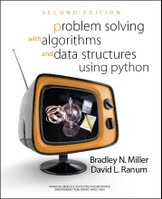 SECOND EDITION
problem solving
with algorithms
and data structures
using python
Bradley N. Miller
David L. Ranum